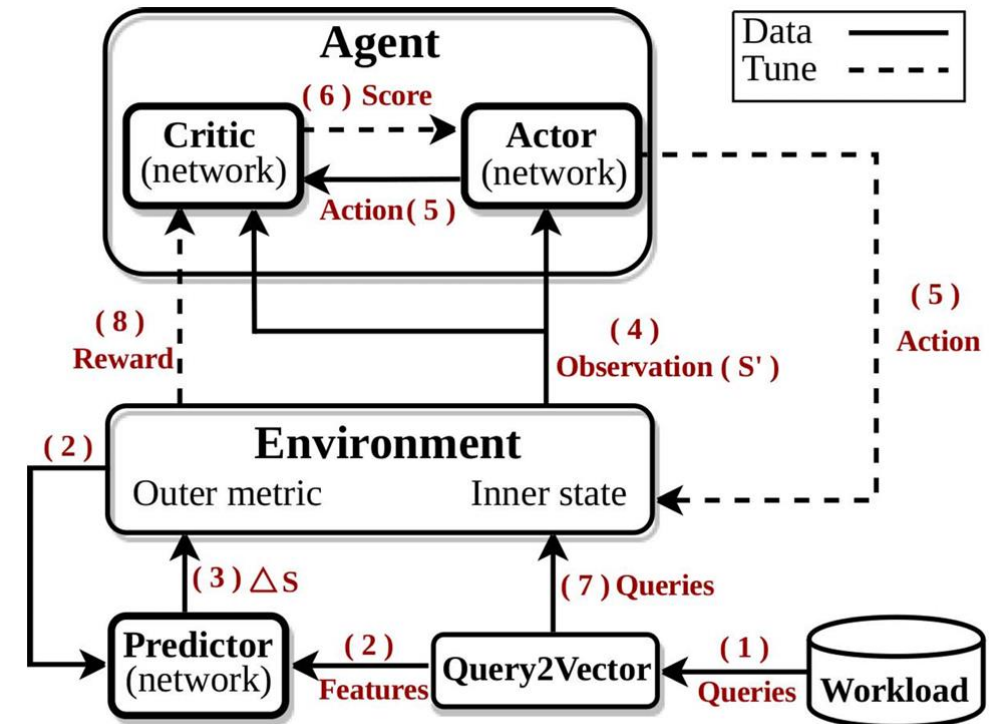 Agent
Data
Tune
( 6 ) Score
Critic
(network)
Actor
(network)
Action( 5 )
( 8 )
Reward
( 4 )
Observation ( S' )
( 5 )
Action
( 2 )
Environment
Outer metric
Inner state
( 3 ) △ S
( 7 ) Queries
Predictor
(network)
( 2 )
Features
Query2Vector
( 1 )
Queries
Workload